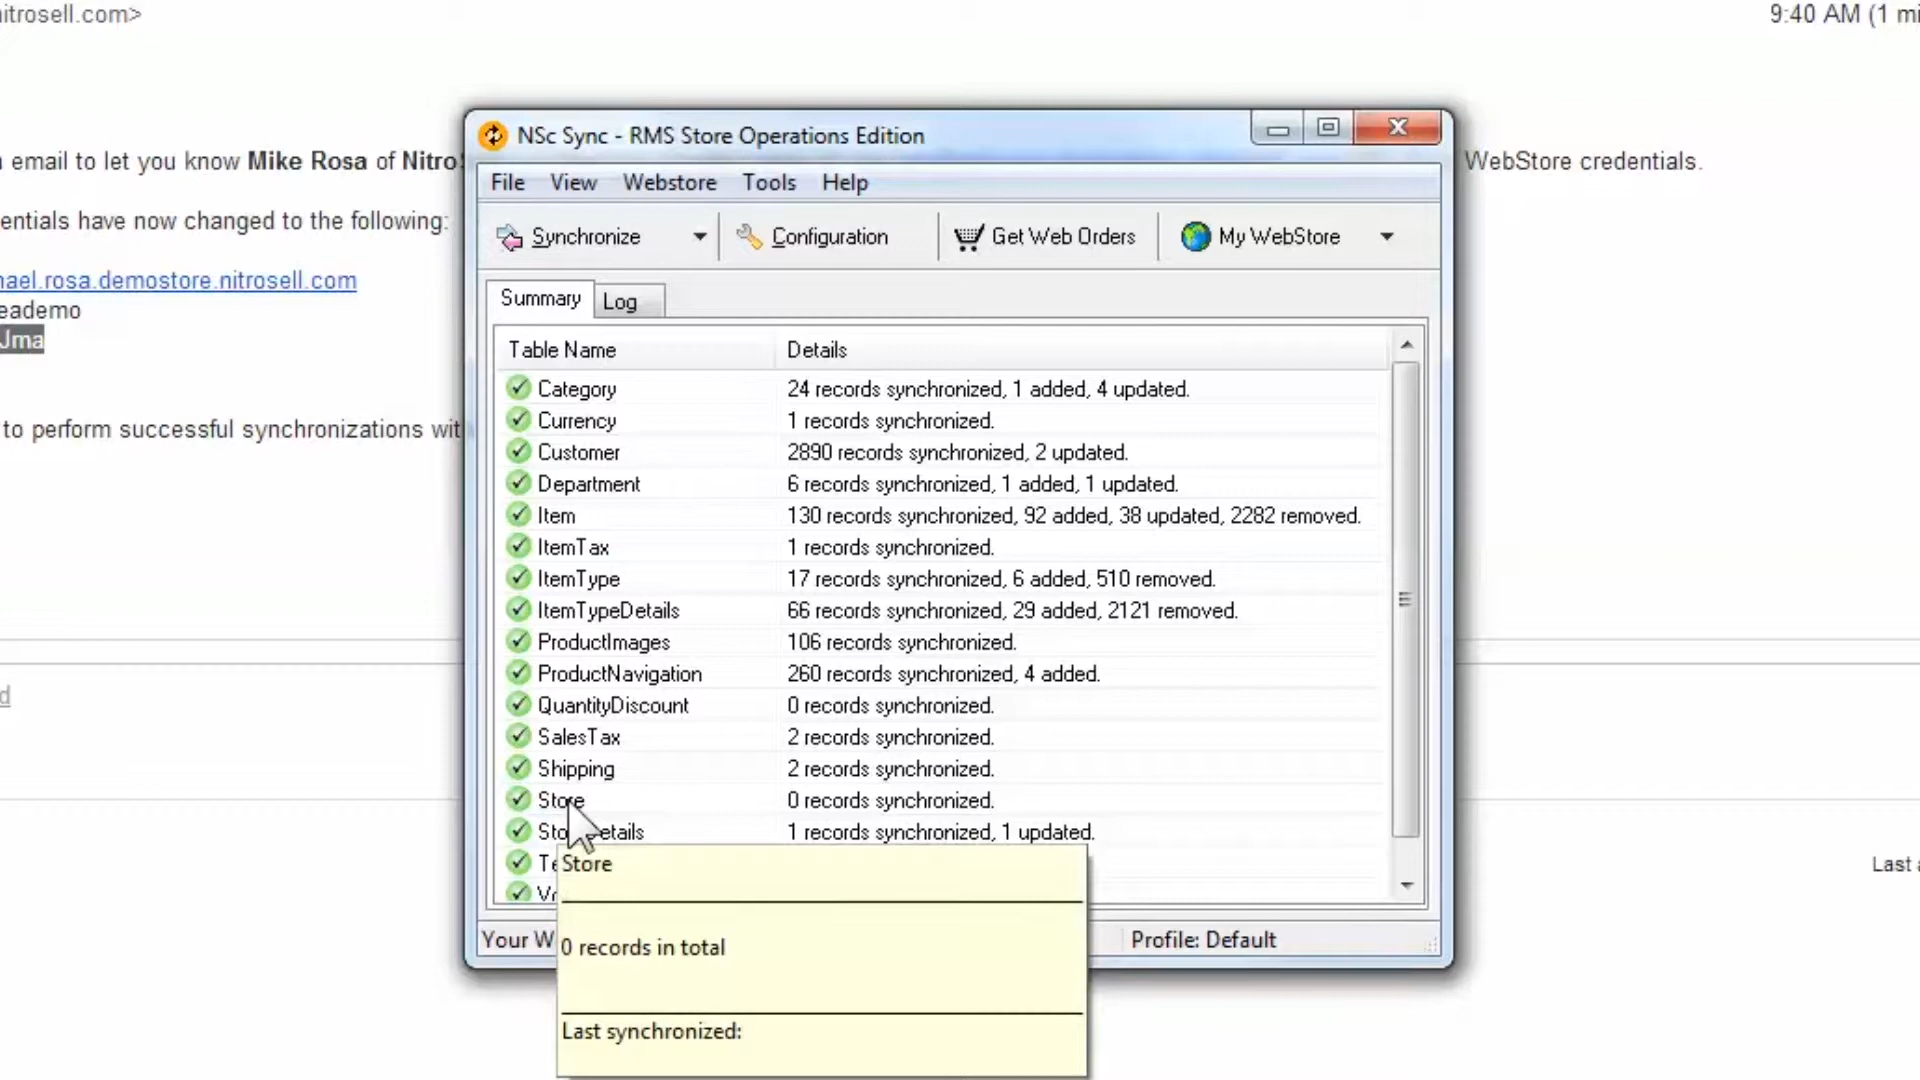 nitrosell.com>
9:40 AM (1 mi
NSc Sync - RMS Store Operations Edition
email to let you know Mike Rosa of Nitro
WebStore credentials.
File View Webstore Tools Help
entials have now changed to the following:
Synchronize Configuration Get Web Orders My WebStore
ael.rosa.demostore.nitrosell.com
Summary Log
eademo
Jma
Table Name Details
Category 24 records synchronized, 1 added, 4 updated.
Currency 1 records synchronized.
to perform successful synchronizations wit
Customer 2890 records synchronized, 2 updated.
Department 6 records synchronized, 1 added, 1 updated.
Item 130 records synchronized, 92 added, 38 updated, 2282 removed.
ItemTax 1 records synchronized.
ItemType 17 records synchronized, 6 added, 510 removed.
ItemTypeDetails 66 records synchronized, 29 added, 2121 removed.
ProductImages 106 records synchronized.
ProductNavigation 260 records synchronized, 4 added.
d
QuantityDiscount 0 records synchronized.
SalesTax 2 records synchronized.
Shipping 2 records synchronized.
Store 0 records synchronized.
Sto etails 1 records synchronized, 1 updated.
Te
Store
Last a
Your W
Profile: Default
0 records in total
Last synchronized: